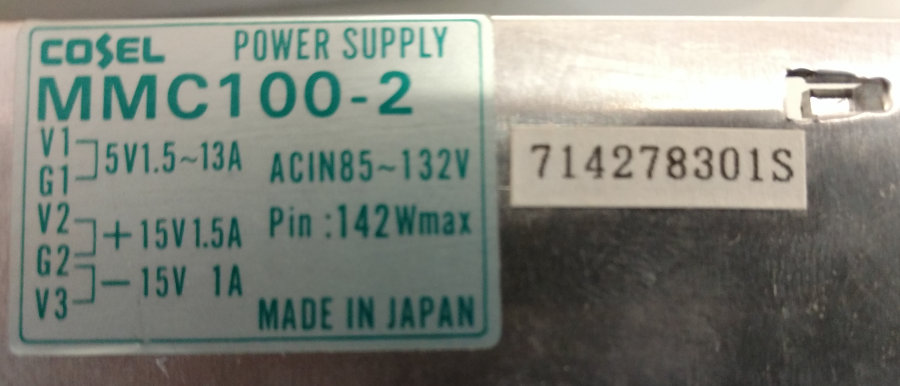 COSEL POWER SUPPLY
MMC100-2
V1
G1
5V1.5~13A
ACIN85~132V
V2
G2
+15V1.5A
Pin :142Wmax
V3
-15V 1A
MADE IN JAPAN
714278301S